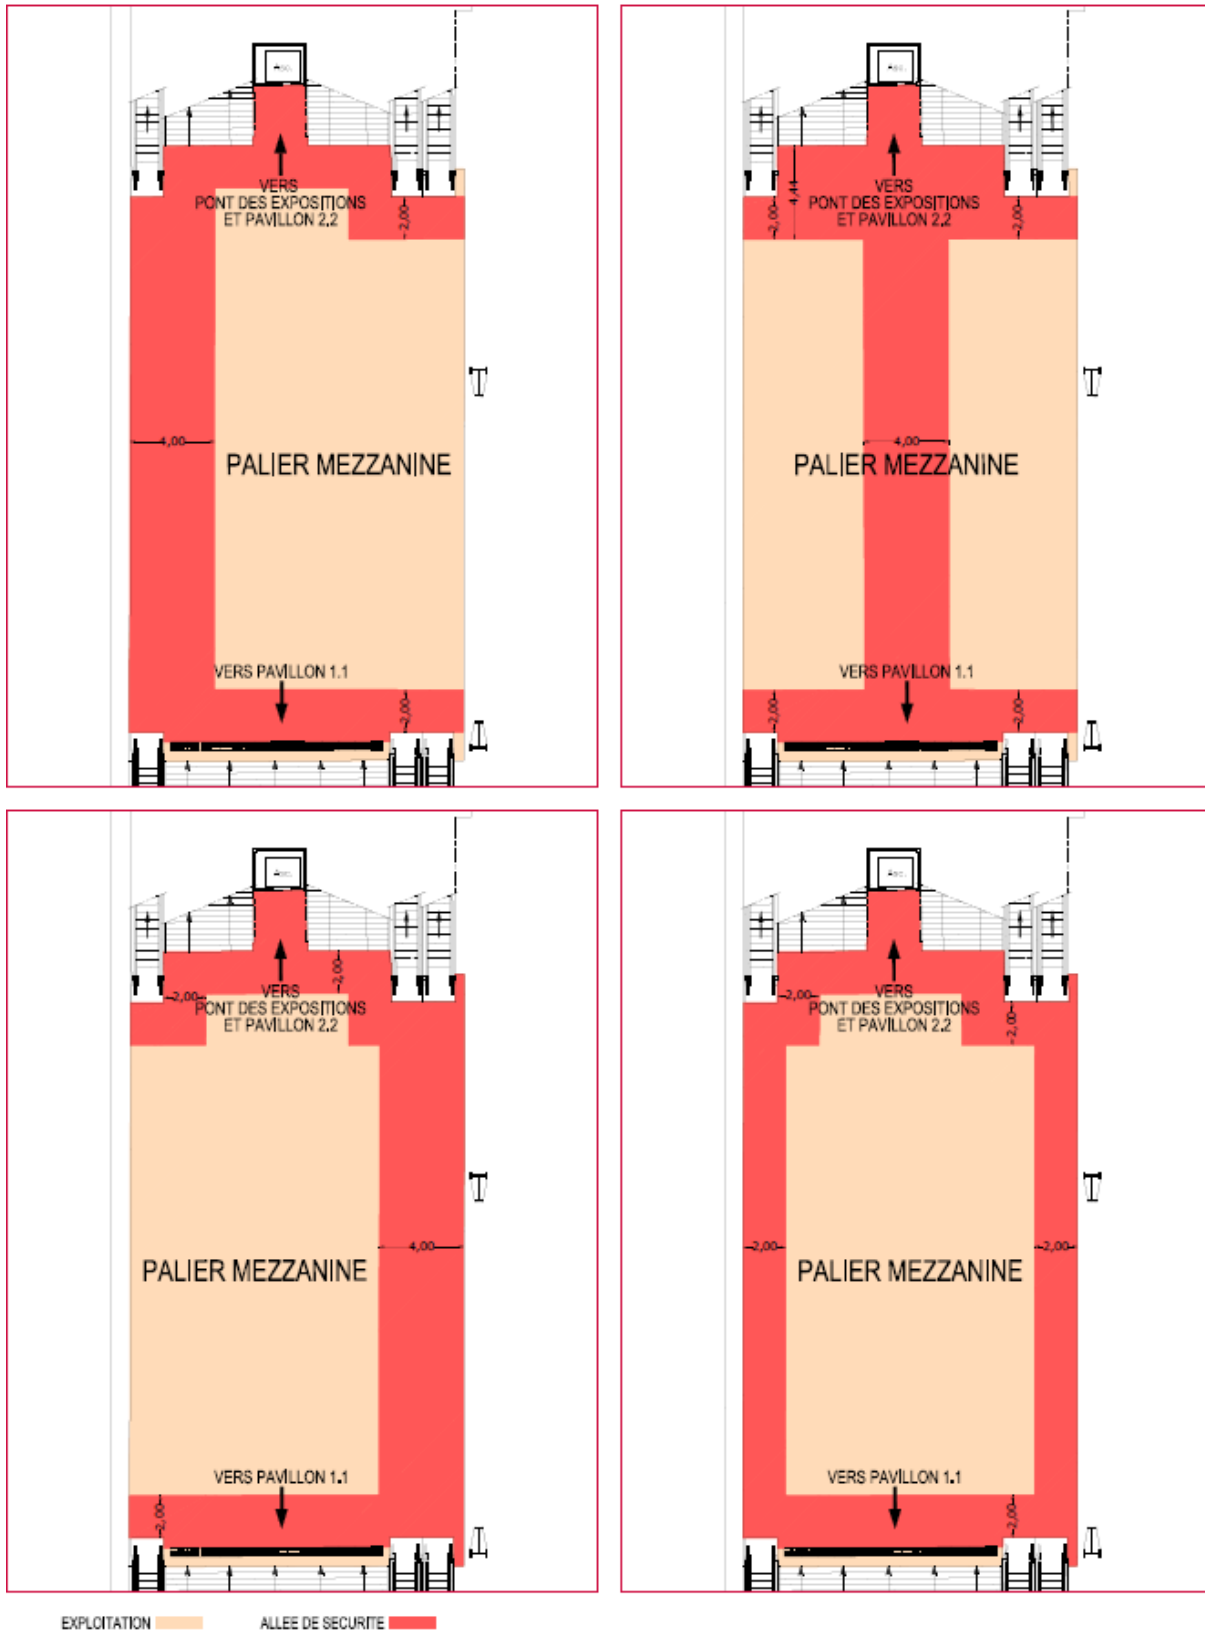 Asc.
VERS
PONT DES EXPOSITIONS
ET PAVILLON 2.2
2,00
4,00
PALIER MEZZANINE
VERS PAVILLON 1.1
2,00
Asc.
4,44
VERS
PONT DES EXPOSITIONS
ET PAVILLON 2.2
2,00
2,00
4,00
PALIER MEZZANINE
VERS PAVILLON 1.1
2,00
2,00
Asc.
2,00
2,00
VERS
PONT DES EXPOSITIONS
ET PAVILLON 2.2
4,00
PALIER MEZZANINE
VERS PAVILLON 1.1
2,00
Asc.
2,00
VERS
PONT DES EXPOSITIONS
ET PAVILLON 2.2
2,00
2,00
2,00
PALIER MEZZANINE
VERS PAVILLON 1.1
2,00
EXPLOITATION
ALLEE DE SECURITE